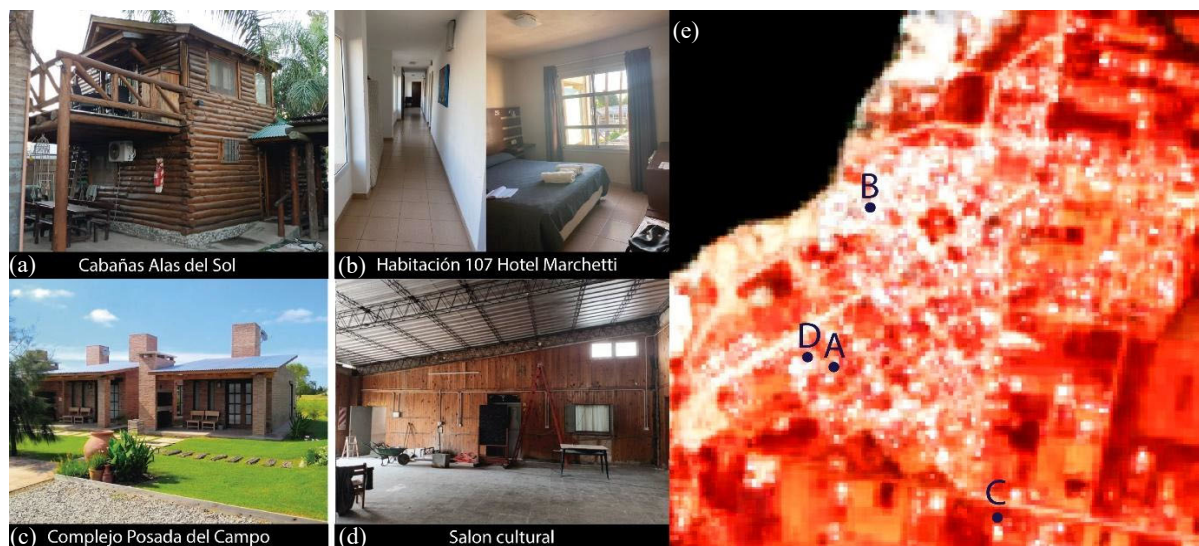 (a) Cabañas Alas del Sol
(b) Habitación 107 Hotel Marchetti
(c) Complejo Posada del Campo
(d) Salon cultural
(e)
B
D A
C